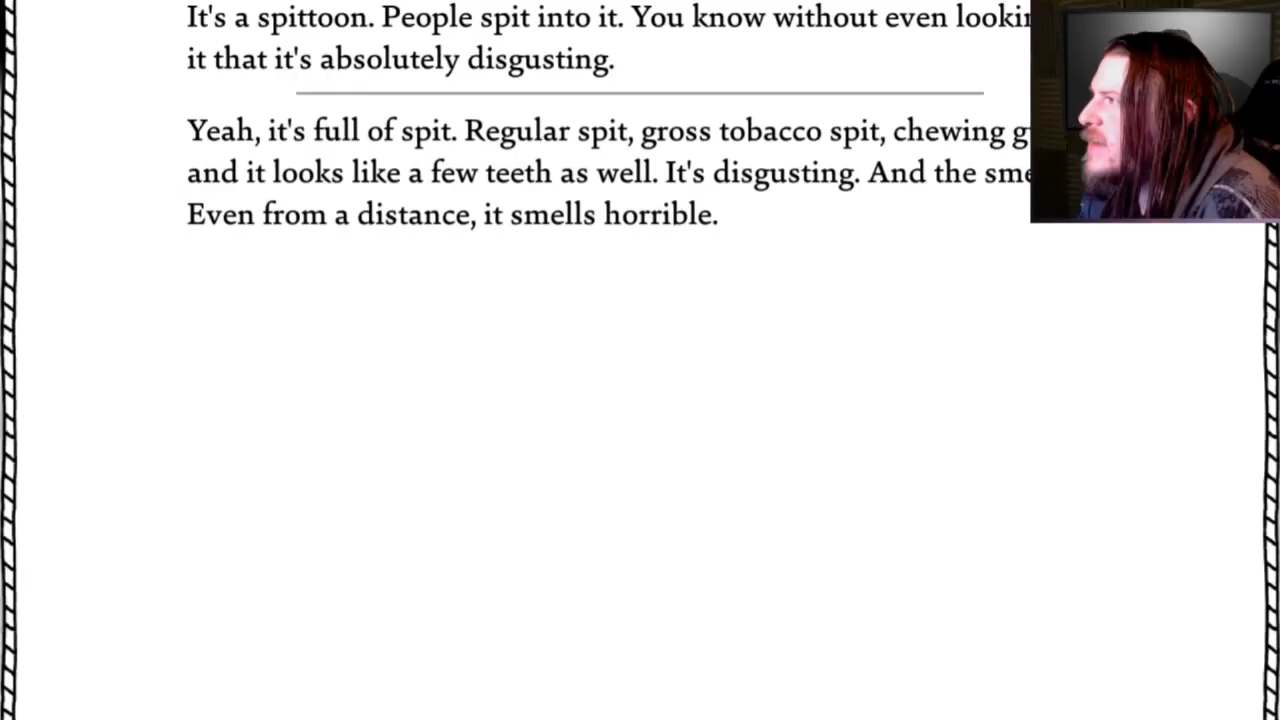 It's a spittoon. People spit into it. You know without even
it that it's absolutely disgusting.
Yeah, it's full of spit. Regular spit, gross tobacco spit, chewing
and it looks like a few teeth as well. It's disgusting. And the
Even from a distance, it smells horrible.